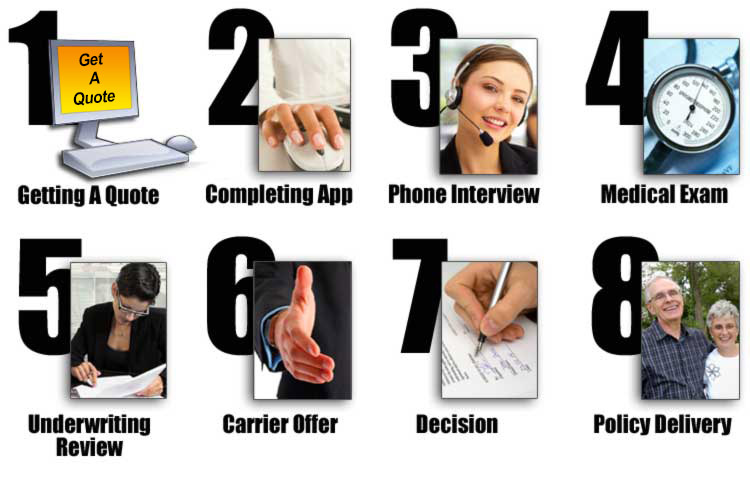 1
Get
A
Quote
Getting A Quote
2
Completing App
3
Phone Interview
4
Medical Exam
5
Underwriting
Review
6
Carrier Offer
7
Decision
8
Policy Delivery